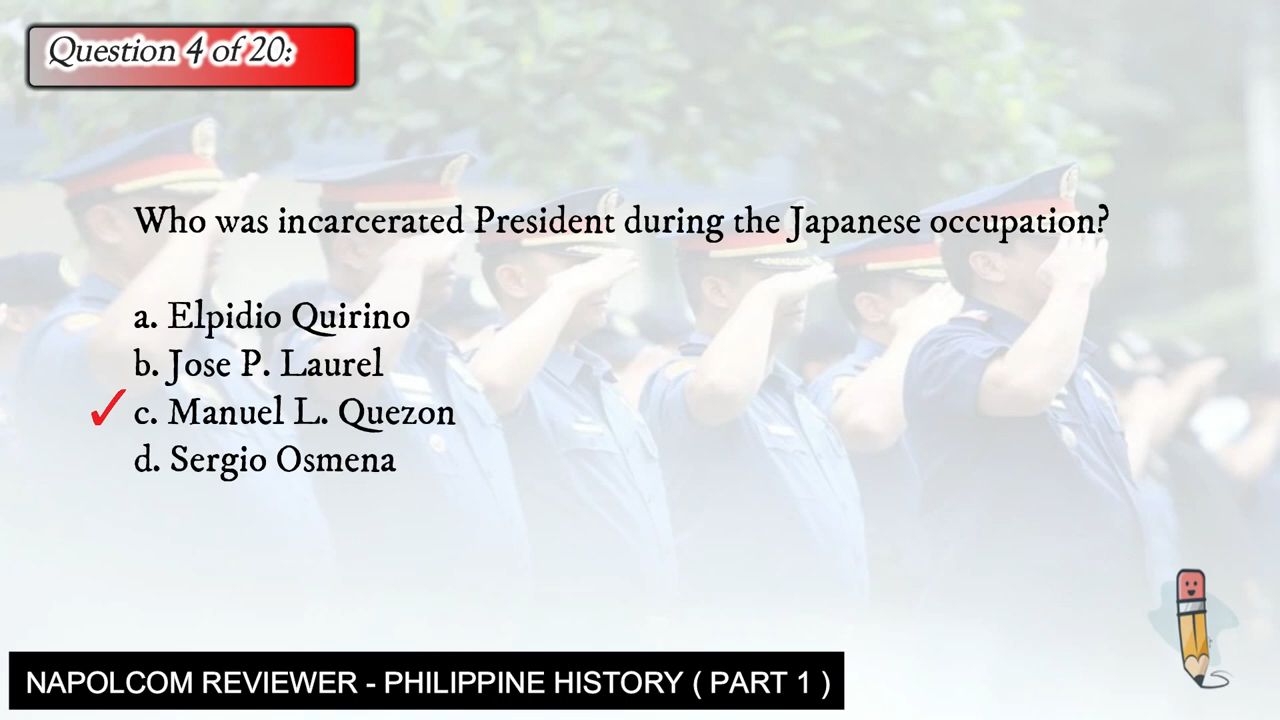 Question 4 of 20:
Who was incarcerated President during the Japanese occupation?
a. Elpidio Quirino
b. Jose P. Laurel
✓ c. Manuel L. Quezon
d. Sergio Osmena
NAPOLCOM REVIEWER - PHILIPPINE HISTORY ( PART 1 )